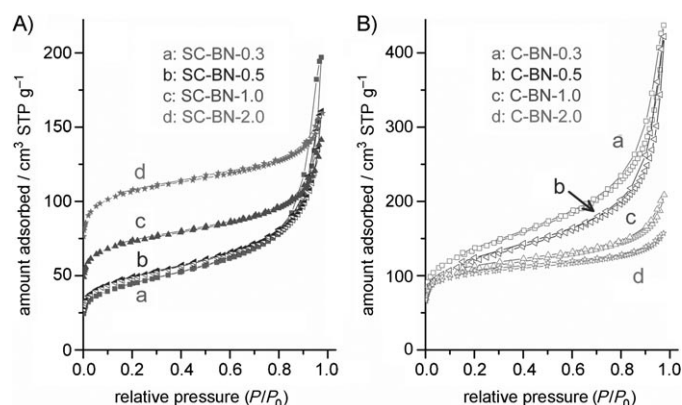 A)
200
150
100
50
0
0.0 0.2 0.4 0.6 0.8 1.0
amount adsorbed / cm³ STP g⁻¹
relative pressure (P/P₀)
a: SC-BN-0.3
b: SC-BN-0.5
c: SC-BN-1.0
d: SC-BN-2.0
d
c
b
a
B)
400
300
200
100
0
0.0 0.2 0.4 0.6 0.8 1.0
amount adsorbed / cm³ STP g⁻¹
relative pressure (P/P₀)
a: C-BN-0.3
b: C-BN-0.5
c: C-BN-1.0
d: C-BN-2.0
a
b
c
d